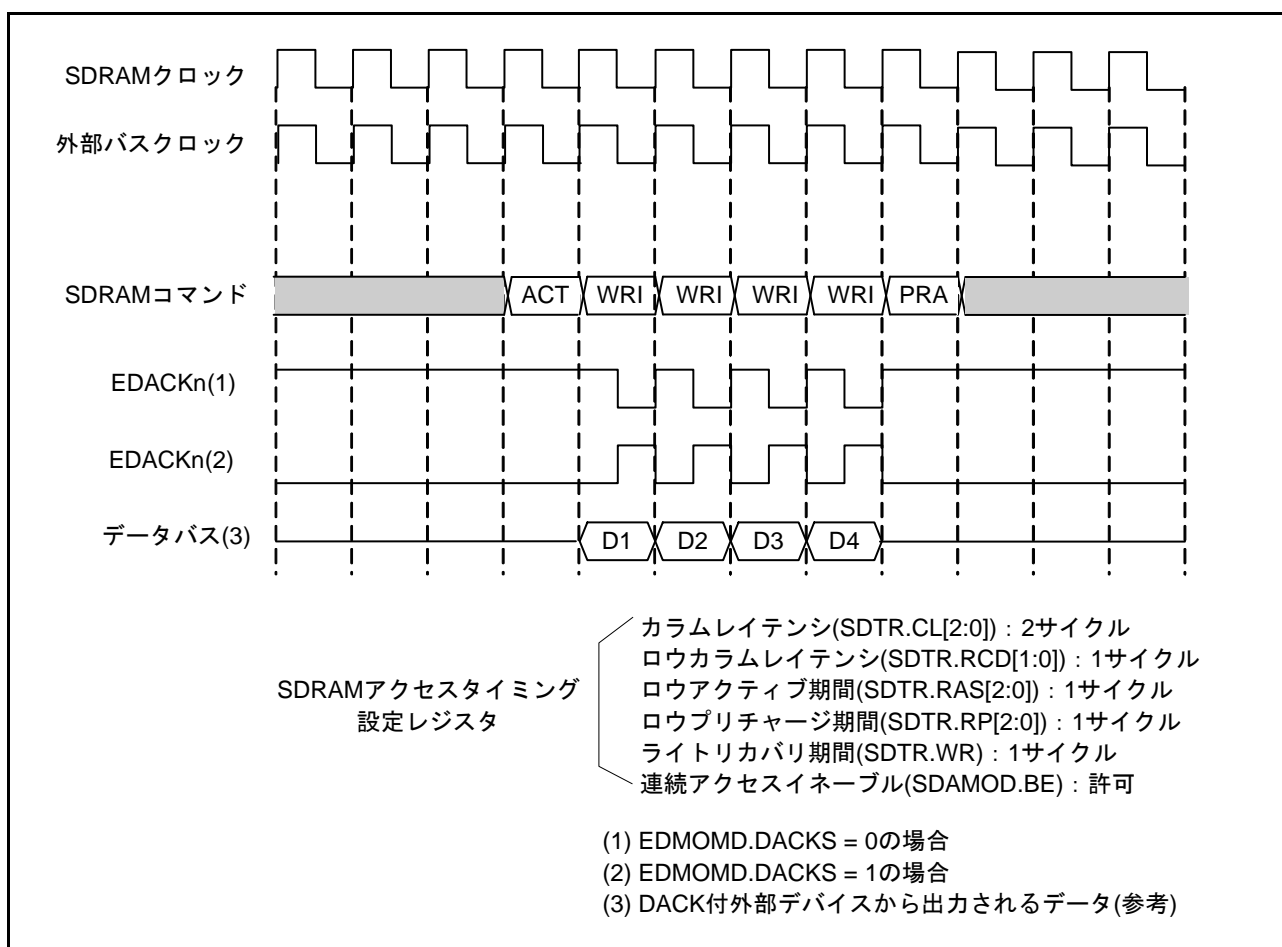 SDRAMクロック
外部バスクロック
SDRAMコマンド
ACT WRI WRI WRI WRI PRA
EDACKn(1)
EDACKn(2)
データバス(3)
D1 D2 D3 D4
SDRAMアクセスタイミング
設定レジスタ
カラムレイテンシ(SDTR.CL[2:0])：2サイクル
ロウカラムレイテンシ(SDTR.RCD[1:0])：1サイクル
ロウアクティブ期間(SDTR.RAS[2:0])：1サイクル
ロウプリチャージ期間(SDTR.RP[2:0])：1サイクル
ライトリカバリ期間(SDTR.WR)：1サイクル
連続アクセスイネーブル(SDAMOD.BE)：許可
(1) EDMOMD.DACKS = 0の場合
(2) EDMOMD.DACKS = 1の場合
(3) DACK付外部デバイスから出力されるデータ(参考)